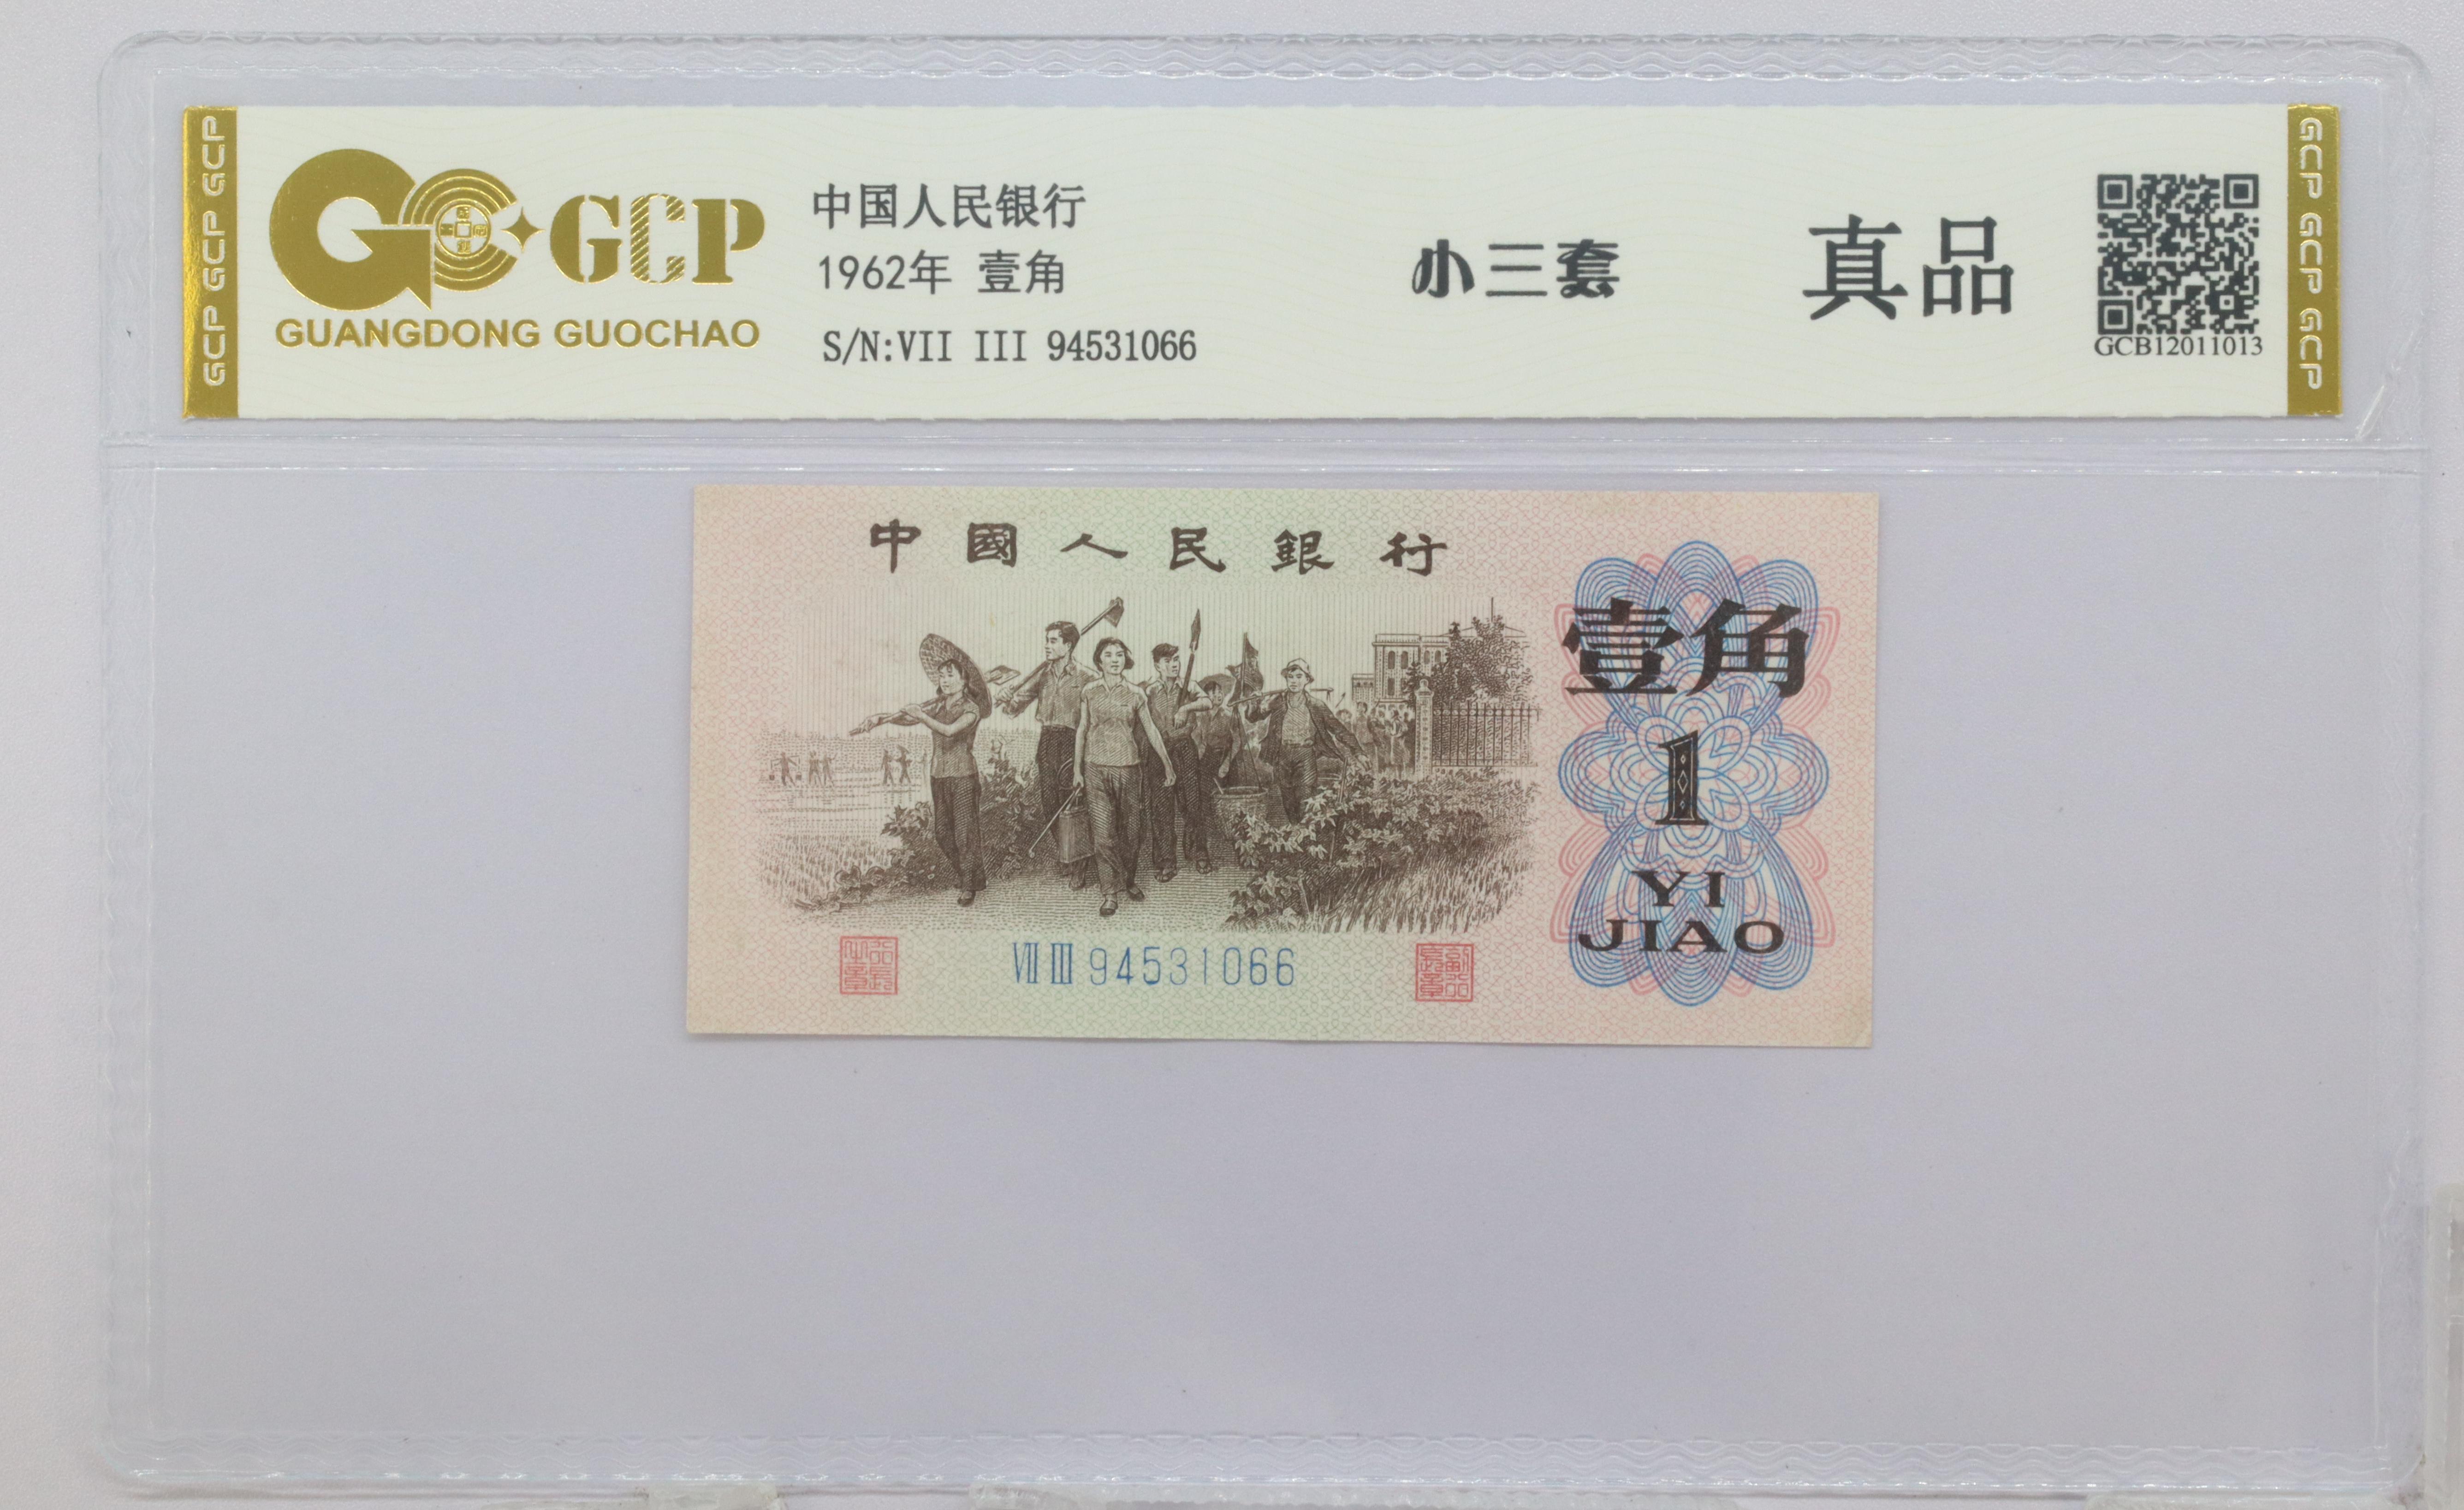 GCP GCP GCP
GCP
GUANGDONG GUOCHAO
中国人民银行
1962年 壹角
S/N:VII III 94531066
小三套
真品
GCB12011013
GCP GCP GCP
中國人民銀行
壹角
1
YI
JIAO
VII III 94531066